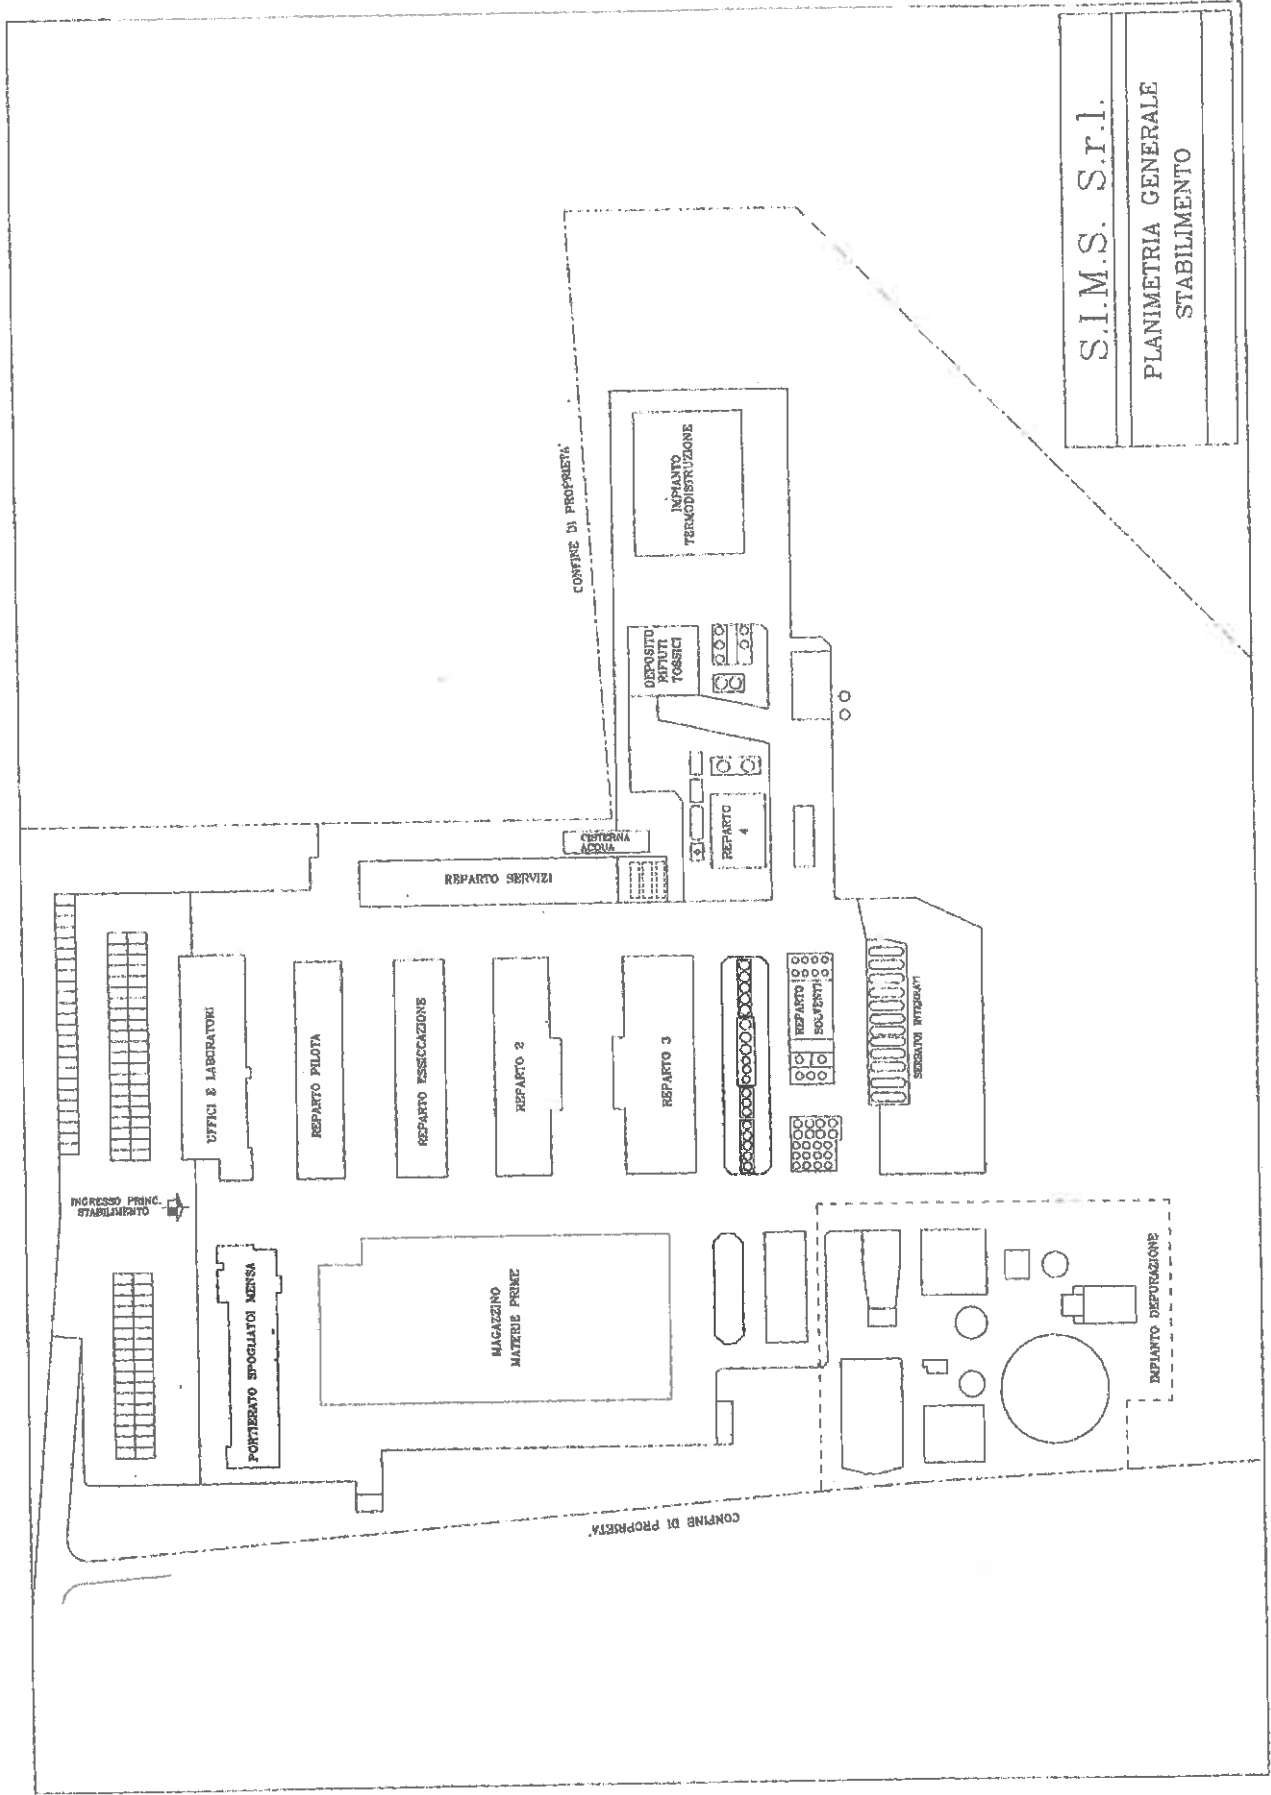 S.I.M.S. S.r.l.
PLANIMETRIA GENERALE
STABILIMENTO
CONFINE DI PROPRIETA'
IMPIANTO
TERMODISTRUZIONE
DEPOSITO
RIFIUTI
TOSSICI
REPARTO
4
CISTERNA
ACQUA
REPARTO SERVIZI
UFFICI E LABORATORI
REPARTO PILOTA
REPARTO ESSICCAZIONE
REPARTO 2
REPARTO 3
REPARTO
SOLVENTI
SERBATOI INTERRATI
INGRESSO PRINC.
STABILIMENTO
PORTIERATO SPOGLIATOI MENSA
MAGAZZINO
MATERIE PRIME
IMPIANTO DEPURAZIONE
CONFINE DI PROPRIETA'